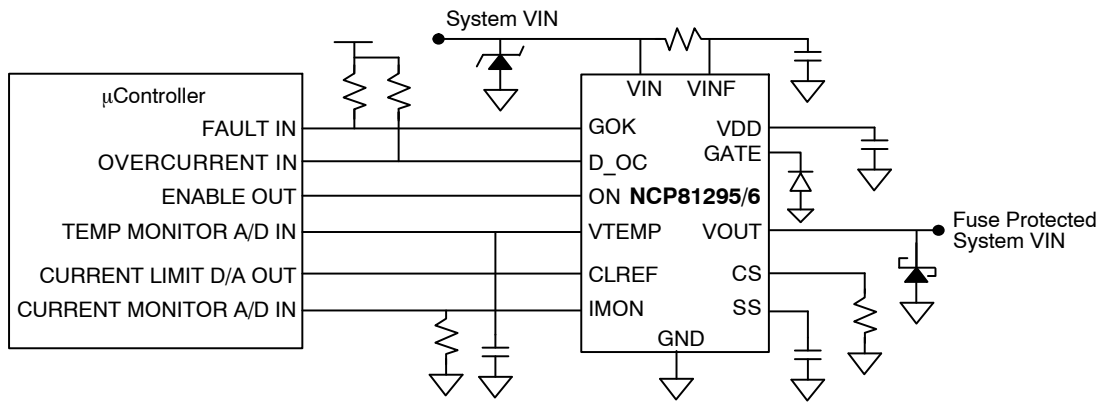 System VIN
μController
FAULT IN
OVERCURRENT IN
ENABLE OUT
TEMP MONITOR A/D IN
CURRENT LIMIT D/A OUT
CURRENT MONITOR A/D IN
VIN VINF
GOK
D_OC
ON NCP81295/6
VTEMP
CLREF
IMON
VDD
GATE
VOUT
CS
SS
GND
Fuse Protected
System VIN